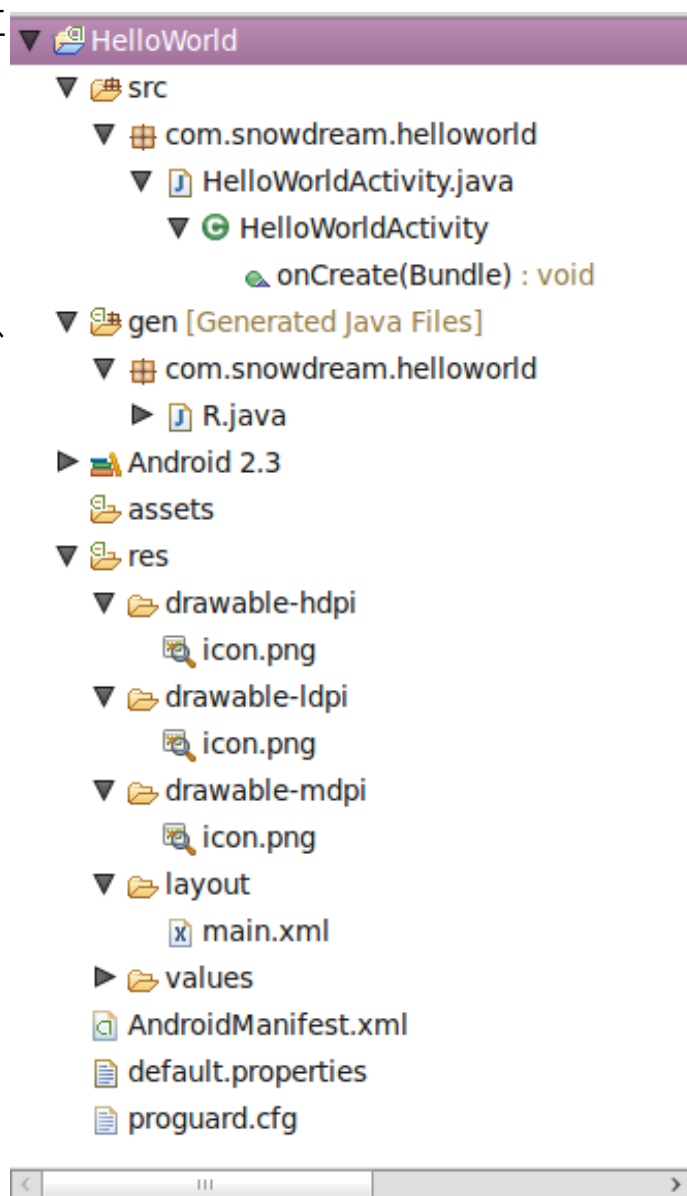 HelloWorld
src
com.snowdream.helloworld
HelloWorldActivity.java
HelloWorldActivity
onCreate(Bundle) : void
gen [Generated Java Files]
com.snowdream.helloworld
R.java
Android 2.3
assets
res
drawable-hdpi
icon.png
drawable-ldpi
icon.png
drawable-mdpi
icon.png
layout
main.xml
values
AndroidManifest.xml
default.properties
proguard.cfg